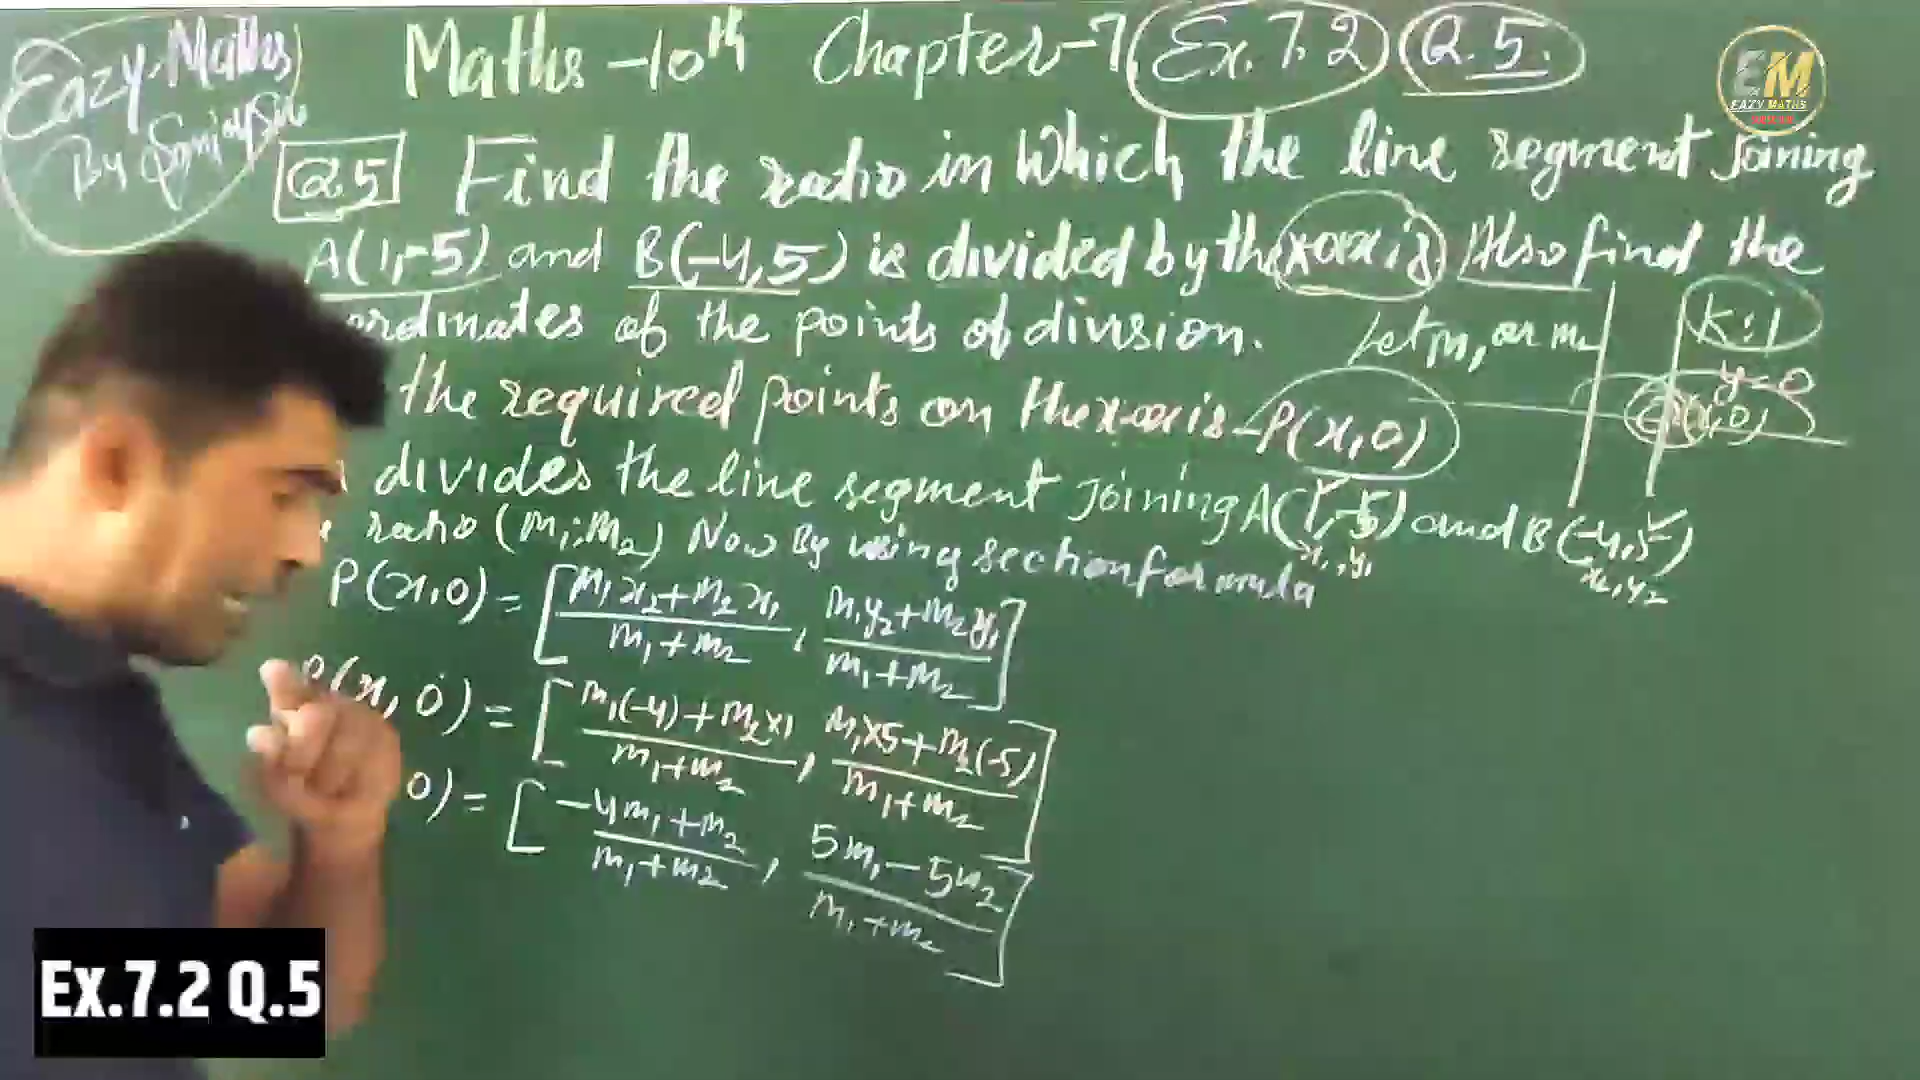 Eazy-Maths
By
Maths -10th Chapter-7 Ex. 7.2 Q.5.
EM
EAZY MATHS
Q.5 Find the ratio in which the line segment joining
A(1,-5) and B(-4,5) is divided by the x-axis. Also find the
ordinates of the points of division. Let m1 or m2
K:1
y=0
the required points on the x-axis - P(x,0)
divides the line segment joining A(1,-5) and B(-4,5)
x1, y1 x2, y2
ratio (m1:m2) Now By using section formula
P(x,0) = [m1x2+m2x1 / m1+m2 , m1y2+m2y1 / m1+m2]
P(x,0) = [m1(-4)+m2×1 / m1+m2 , m1×5+m2(-5) / m1+m2]
0) = [-4m1+m2 / m1+m2 , 5m1-5m2 / m1+m2]
Ex.7.2 Q.5